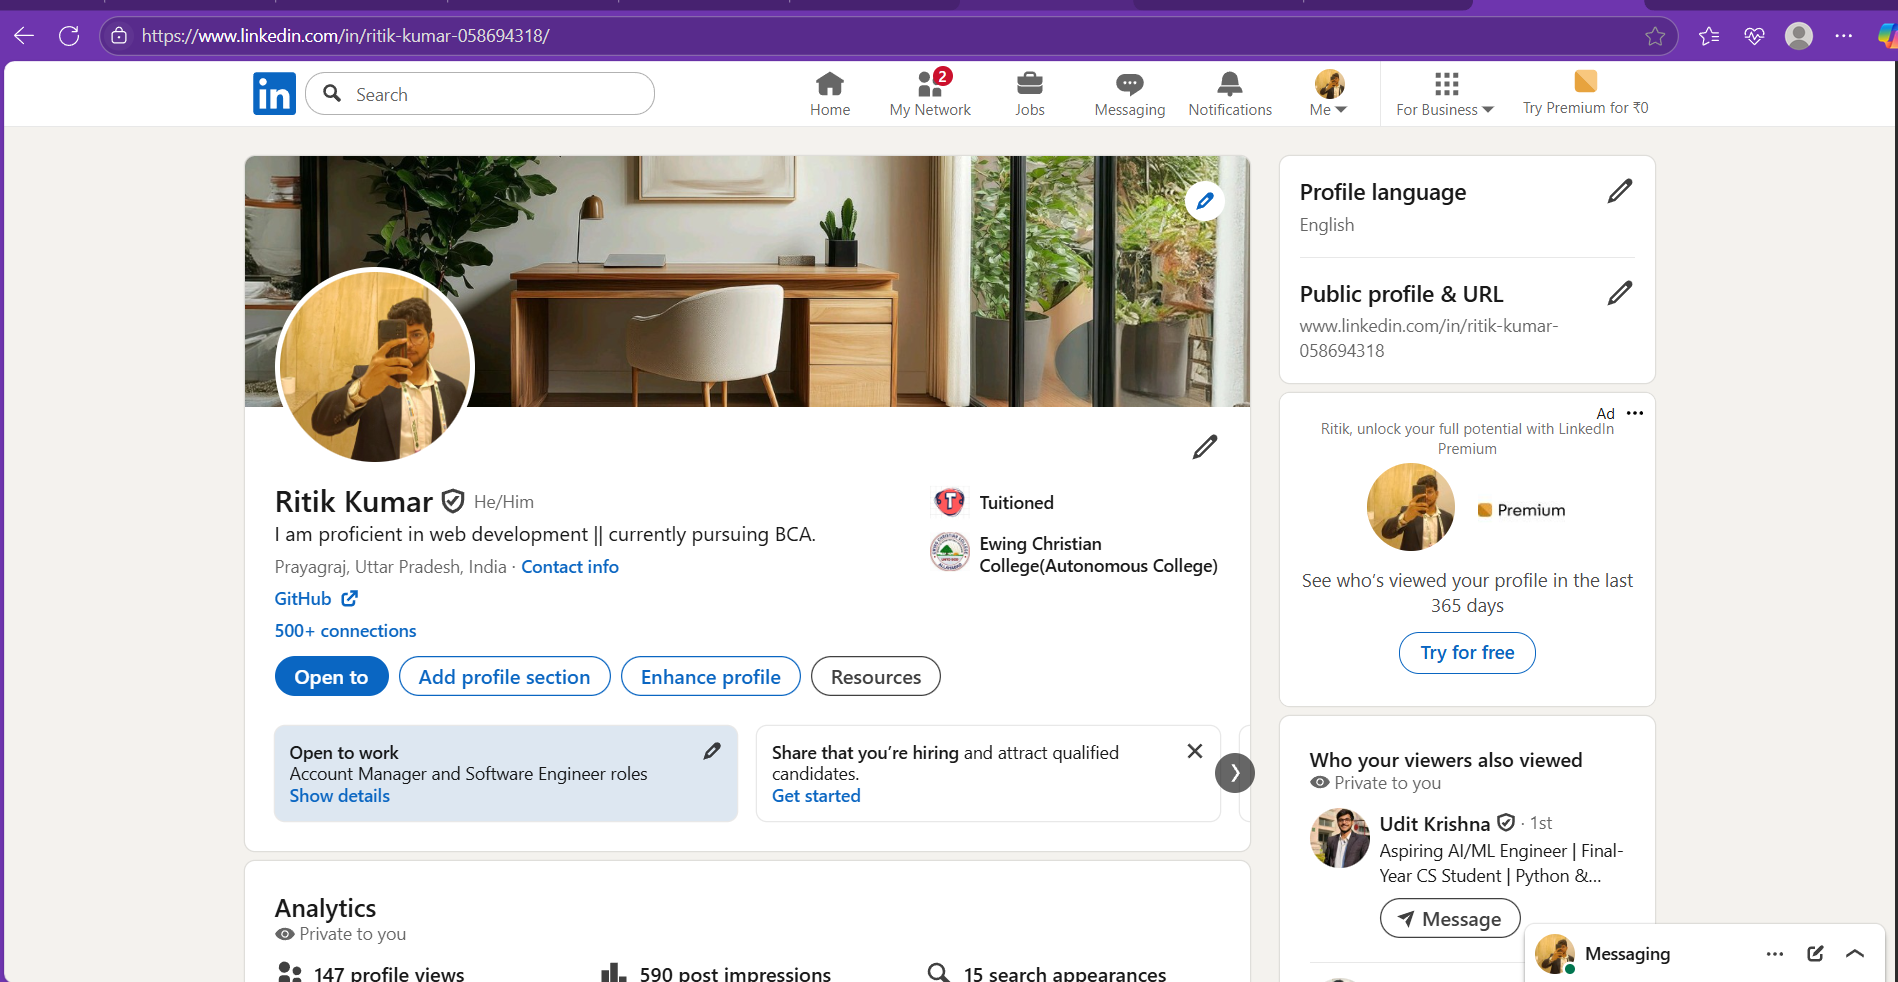 https://www.linkedin.com/in/ritik-kumar-058694318/
in
Search
Home
2
My Network
Jobs
Messaging
Notifications
Me
For Business
Try Premium for ₹0
Ritik Kumar He/Him
I am proficient in web development || currently pursuing BCA.
Prayagraj, Uttar Pradesh, India · Contact info
GitHub
500+ connections
T
Tuitioned
Ewing Christian
College(Autonomous College)
Open to
Add profile section
Enhance profile
Resources
Open to work
Account Manager and Software Engineer roles
Show details
Share that you’re hiring and attract qualified
candidates.
Get started
Analytics
Private to you
147 profile views
590 post impressions
15 search appearances
Profile language
English
Public profile & URL
www.linkedin.com/in/ritik-kumar-
058694318
Ad
Ritik, unlock your full potential with LinkedIn
Premium
Premium
See who’s viewed your profile in the last
365 days
Try for free
Who your viewers also viewed
Private to you
Udit Krishna · 1st
Aspiring AI/ML Engineer | Final-
Year CS Student | Python &...
Message
Messaging